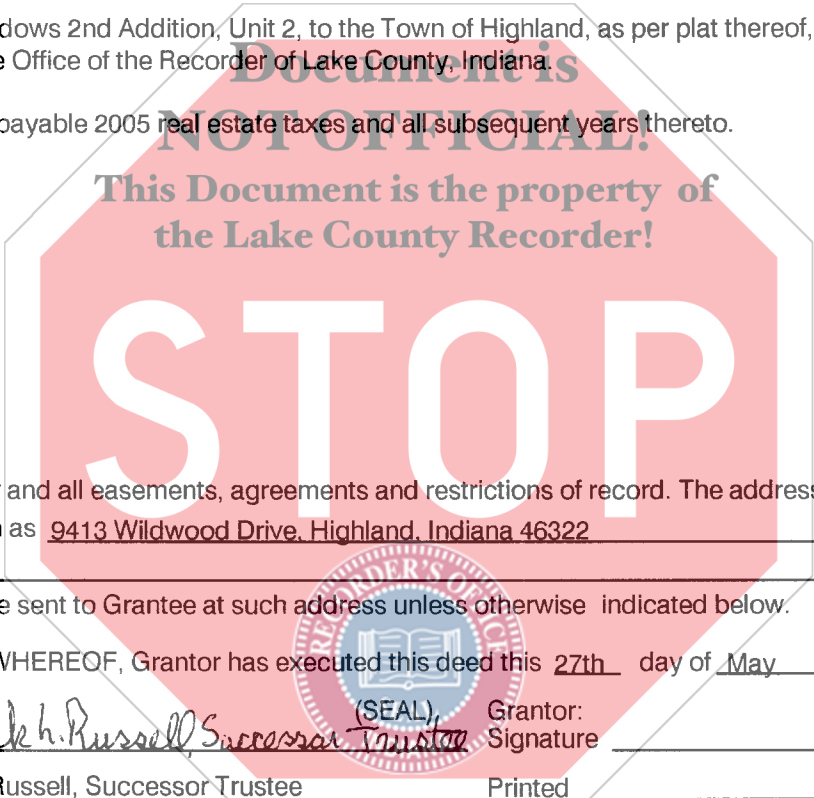 dows 2nd Addition, Unit 2, to the Town of Highland, as per plat thereof,
e Office of the Recorder of Lake County, Indiana.
Document is
payable 2005 real estate taxes and all subsequent years thereto.
NOT OFFICIAL!
This Document is the property of
the Lake County Recorder!
STOP
and all easements, agreements and restrictions of record. The address
as 9413 Wildwood Drive, Highland, Indiana 46322
RECORDER'S OFFICE
e sent to Grantee at such address unless otherwise indicated below.
WHEREOF, Grantor has executed this deed this 27th day of May
(SEAL) Grantor:
k h. Russell, Successor Trustee Signature
Russell, Successor Trustee Printed